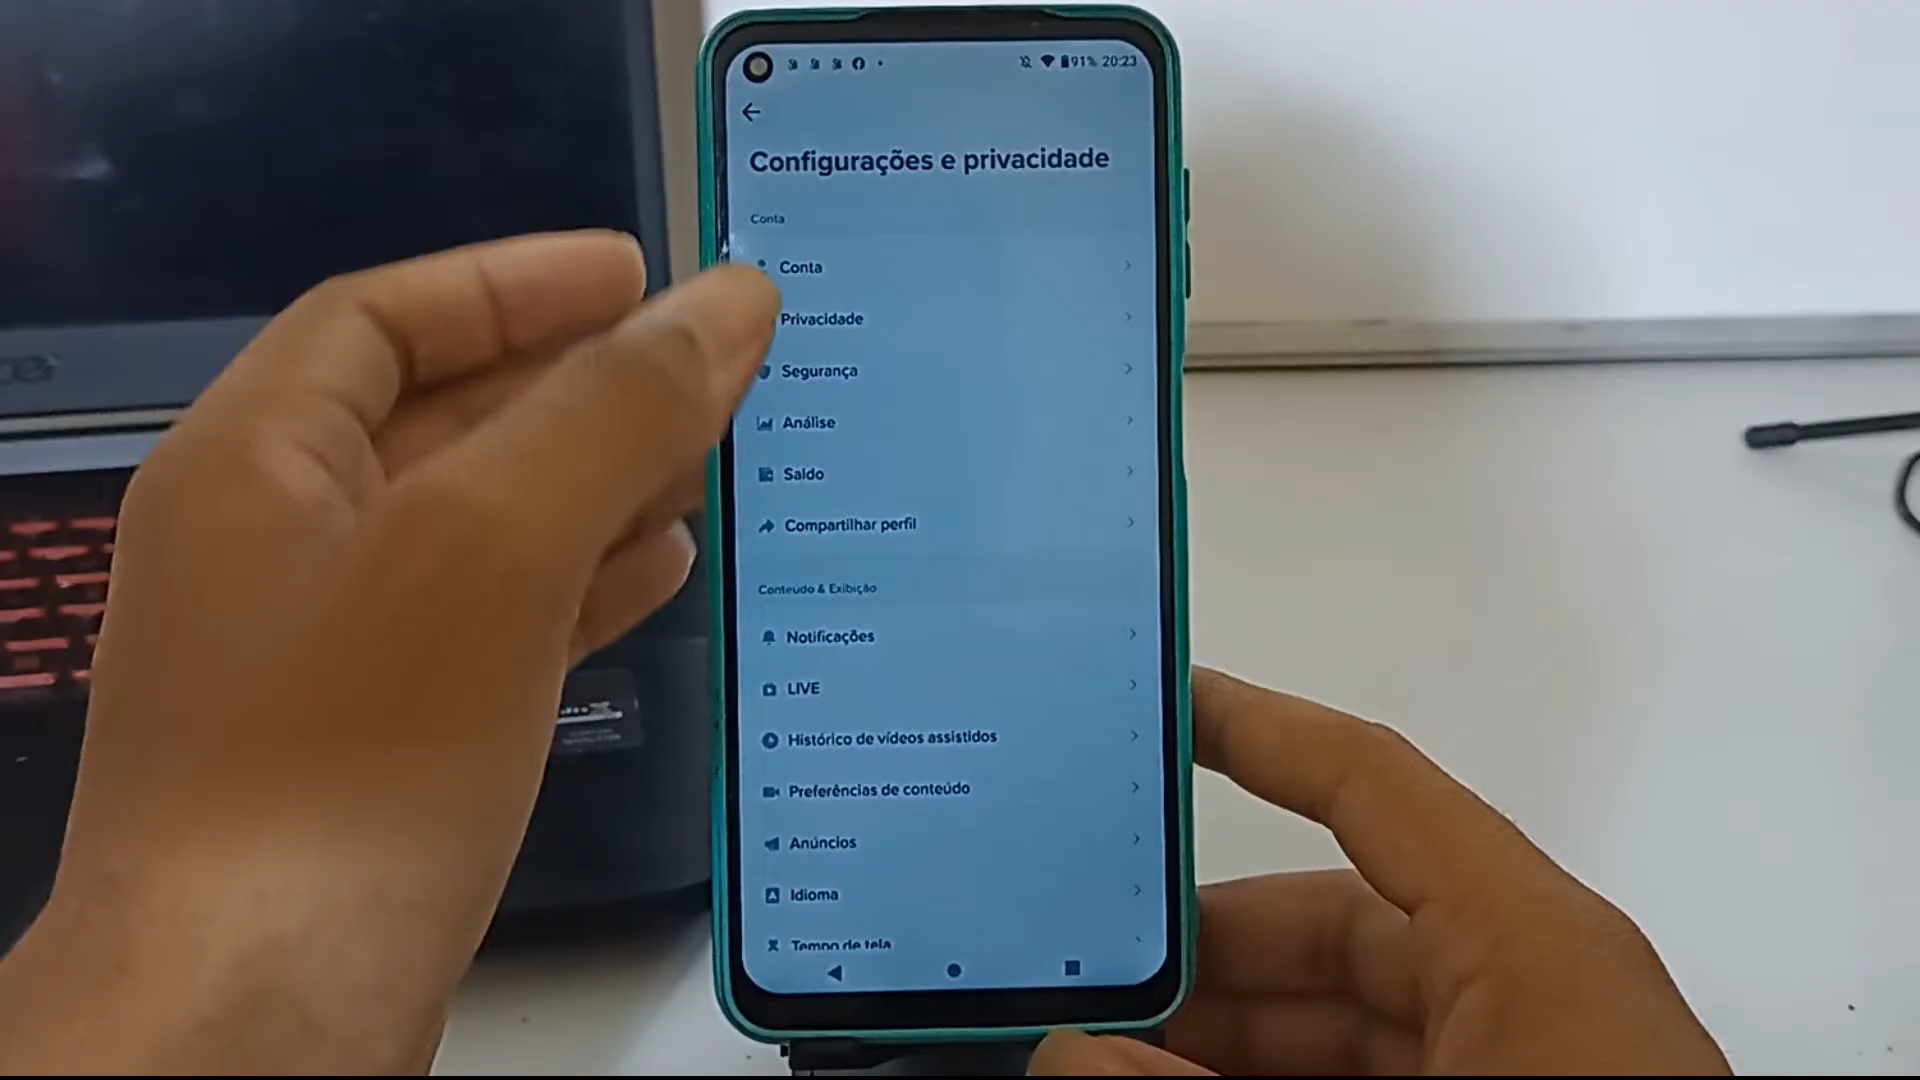 91% 20:23
Configurações e privacidade
Conta
Conta
Privacidade
Segurança
Análise
Saldo
Compartilhar perfil
Conteúdo & Exibição
Notificações
LIVE
Histórico de vídeos assistidos
Preferências de conteúdo
Anúncios
Idioma
Tempo de tela